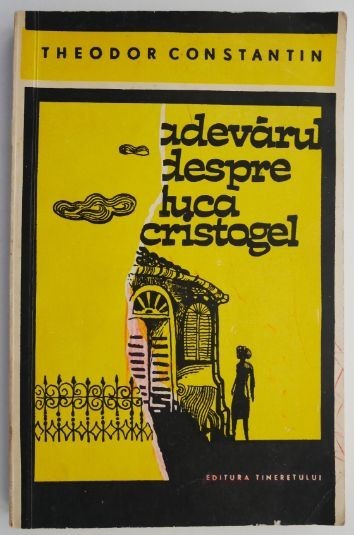 THEODOR CONSTANTIN
adevărul
despre
luca
cristogel
EDITURA TINERETULUI